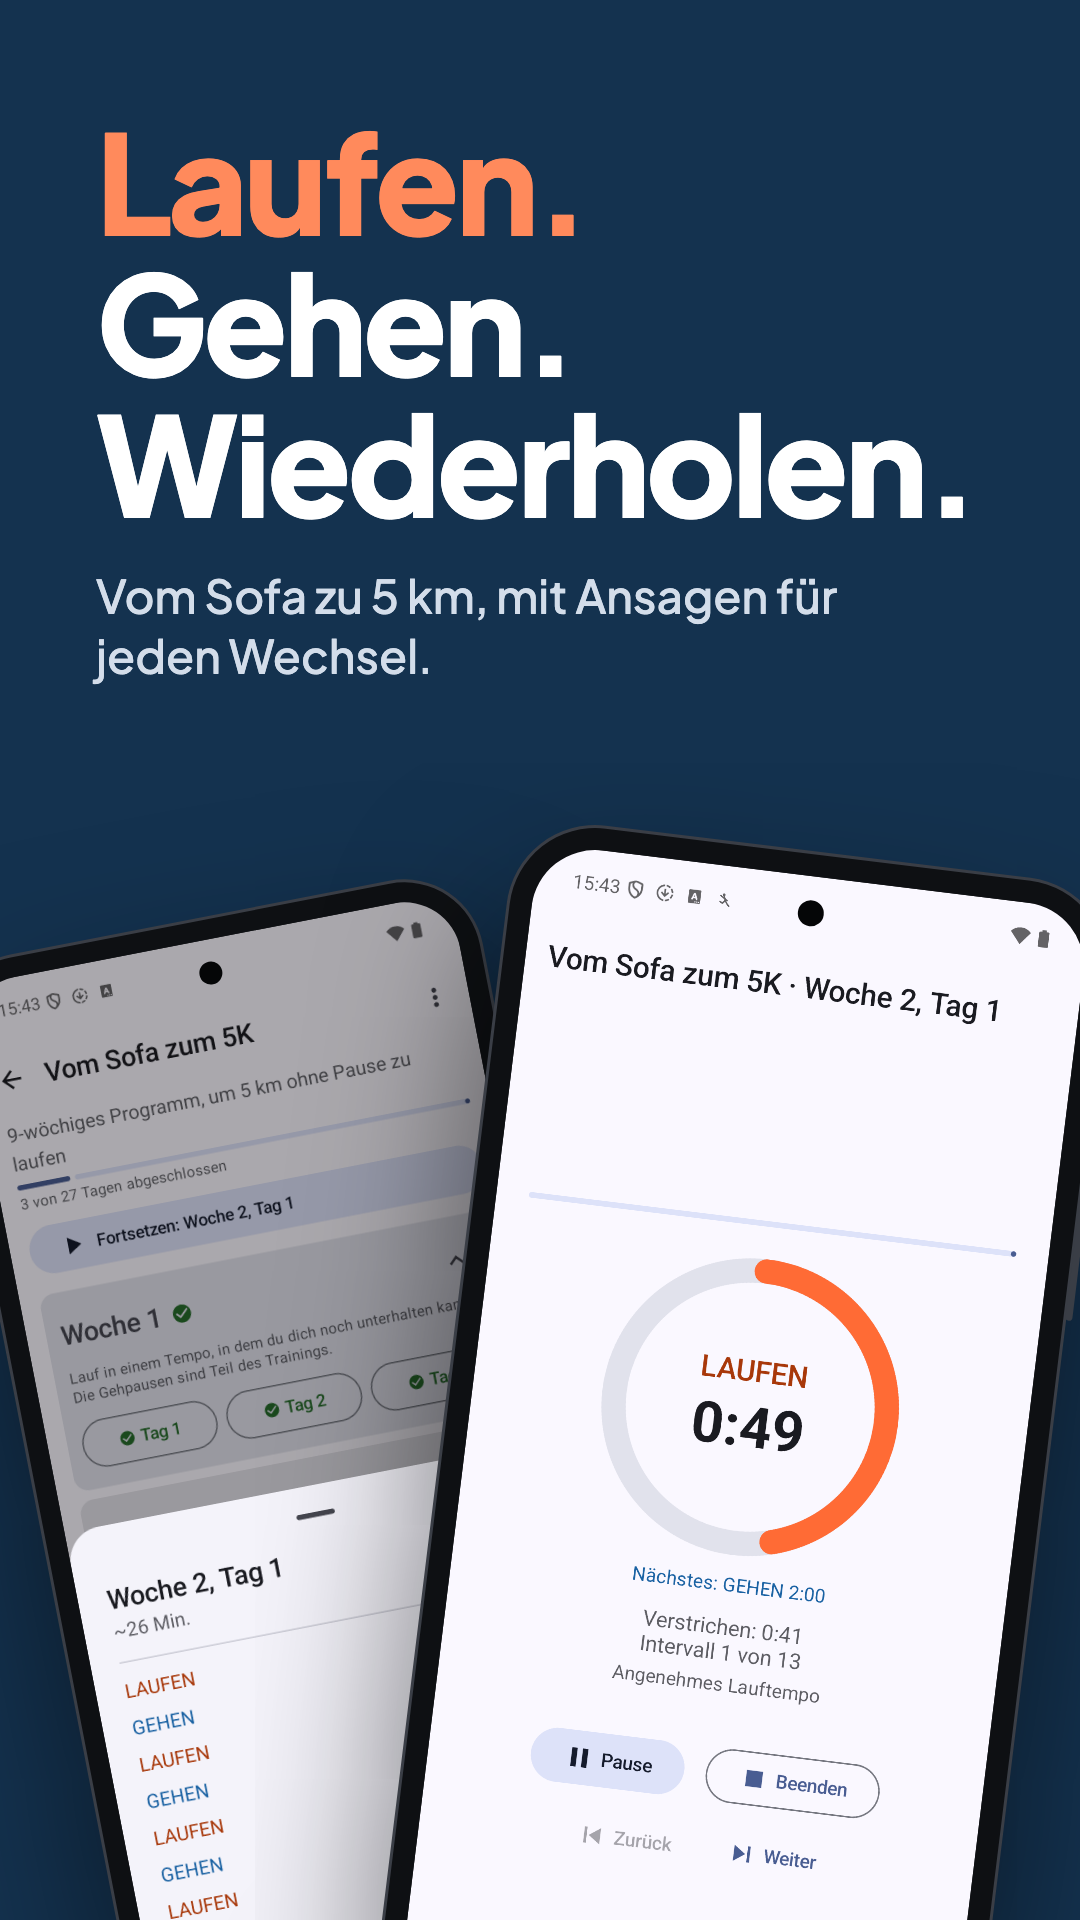 Laufen.
Gehen.
Wiederholen.
Vom Sofa zu 5 km, mit Ansagen für
jeden Wechsel.
15:43
Vom Sofa zum 5K
9-wöchiges Programm, um 5 km ohne Pause zu
laufen
3 von 27 Tagen abgeschlossen
Fortsetzen: Woche 2, Tag 1
Woche 1
Lauf in einem Tempo, in dem du dich noch unterhalten
Die Gehpausen sind Teil des Trainings.
Tag 1
Tag 2
Woche 2, Tag 1
~26 Min.
LAUFEN
GEHEN
LAUFEN
GEHEN
LAUFEN
GEHEN
LAUFEN
15:43
Vom Sofa zum 5K · Woche 2, Tag 1
LAUFEN
0:49
Nächstes: GEHEN 2:00
Verstrichen: 0:41
Intervall 1 von 13
Angenehmes Lauftempo
Pause
Beenden
Zurück
Weiter